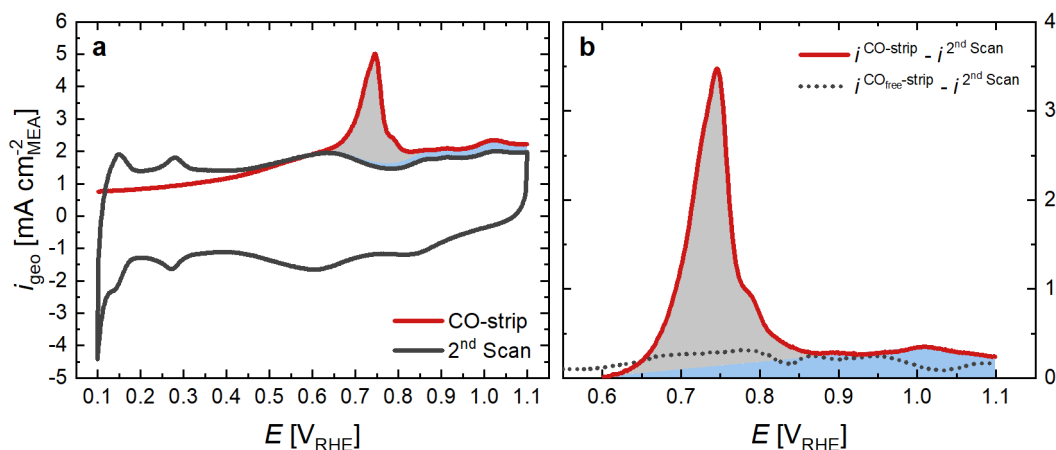 a
i_geo [mA cm⁻²_MEA]
5
4
3
2
1
0
-1
-2
-3
-4
-5
CO-strip
2nd Scan
0.1 0.2 0.3 0.4 0.5 0.6 0.7 0.8 0.9 1.0 1.1
E [V_RHE]
b
i CO-strip - i 2nd Scan
i COfree-strip - i 2nd Scan
4
3
2
1
0
0.6 0.7 0.8 0.9 1.0 1.1
E [V_RHE]